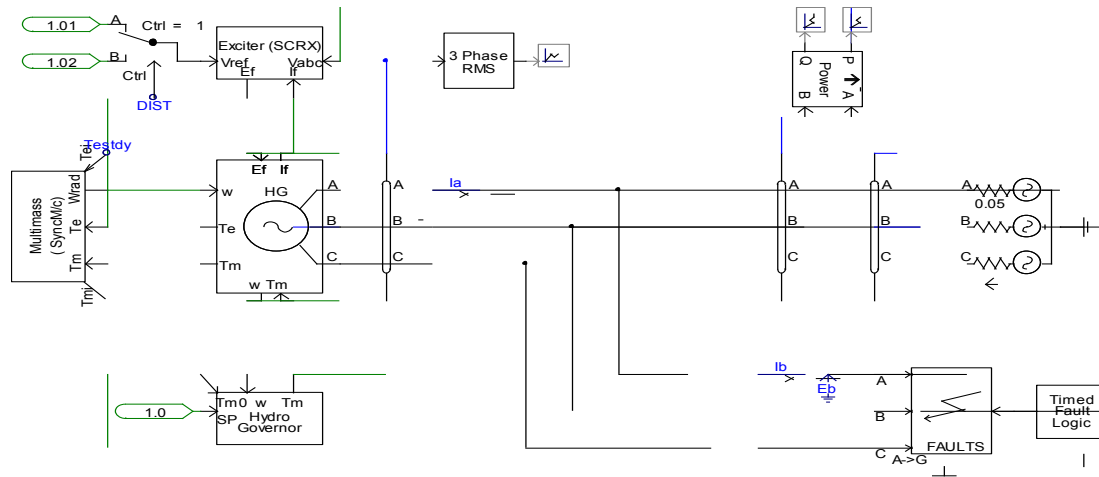 1.01
A
Ctrl = 1
1.02
B
Ctrl
DIST
Exciter (SCRX)
Vref
Vabc
Ef
If
3 Phase
RMS
Q
P
Power
B
A
Testdy
Tei
Multimass
(SyncM/c)
Wrad
Te
Tm
Tmi
Ef
If
w
HG
Te
Tm
w
Tm
A
B
C
A
B
C
Ia
A
B
C
A
B
C
A
0.05
B
C
1.0
Tm0
w
Tm
SP
Hydro
Governor
Ib
Eb
A
B
C
A->G
FAULTS
Timed
Fault
Logic